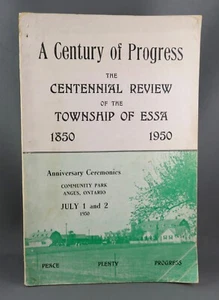 A Century of Progress
THE
CENTENNIAL REVIEW
OF THE
TOWNSHIP OF ESSA
1850 1950
Anniversary Ceremonies
COMMUNITY PARK
ANGUS, ONTARIO
JULY 1 and 2
1950
PEACE PLENTY PROGRESS